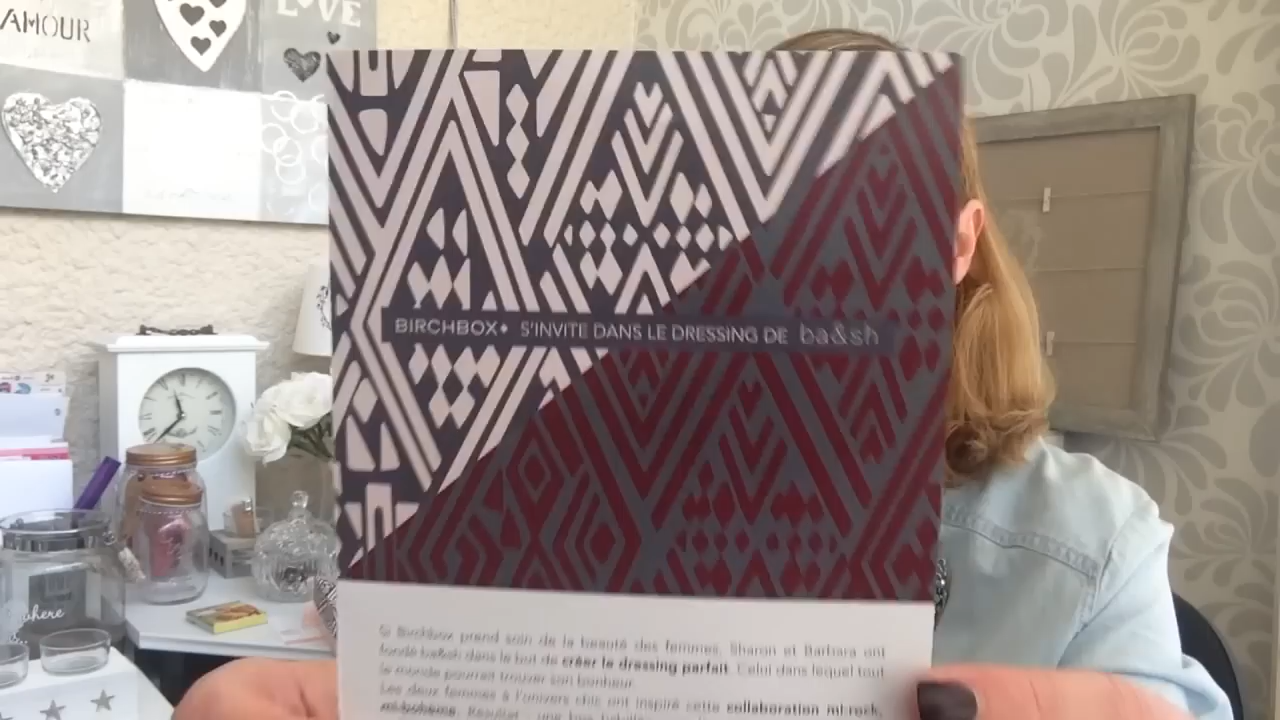 AMOUR
LOVE
BIRCHBOX♦ S'INVITE DANS LE DRESSING DE ba&sh
Si Birchbox prend soin de la beauté des femmes, Sharon et Barbara ont
fondé ba&sh dans le but de créer le dressing parfait. Celui dans lequel tout
le monde pourrait trouver son bonheur.
Les deux femmes à l'univers chic ont inspiré cette collaboration mi-rock,
mi-bohème. Résultat : une box